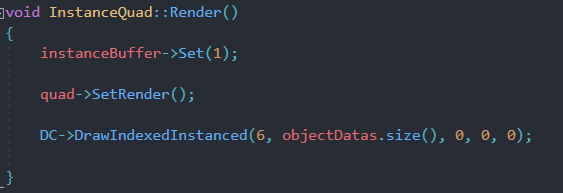 void InstanceQuad::Render()
{
instanceBuffer->Set(1);
quad->SetRender();
DC->DrawIndexedInstanced(6, objectDatas.size(), 0, 0, 0);
}